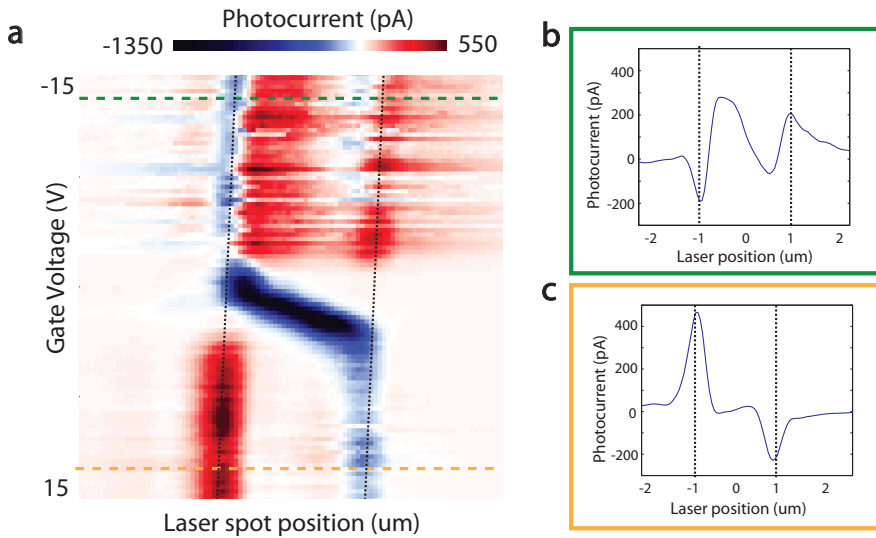 a
Photocurrent (pA)
-1350
550
-15
Gate Voltage (V)
15
Laser spot position (um)
b
Photocurrent (pA)
400
200
0
-200
-2
-1
0
1
2
Laser position (um)
c
Photocurrent (pA)
400
200
0
-200
-2
-1
0
1
2
Laser position (um)